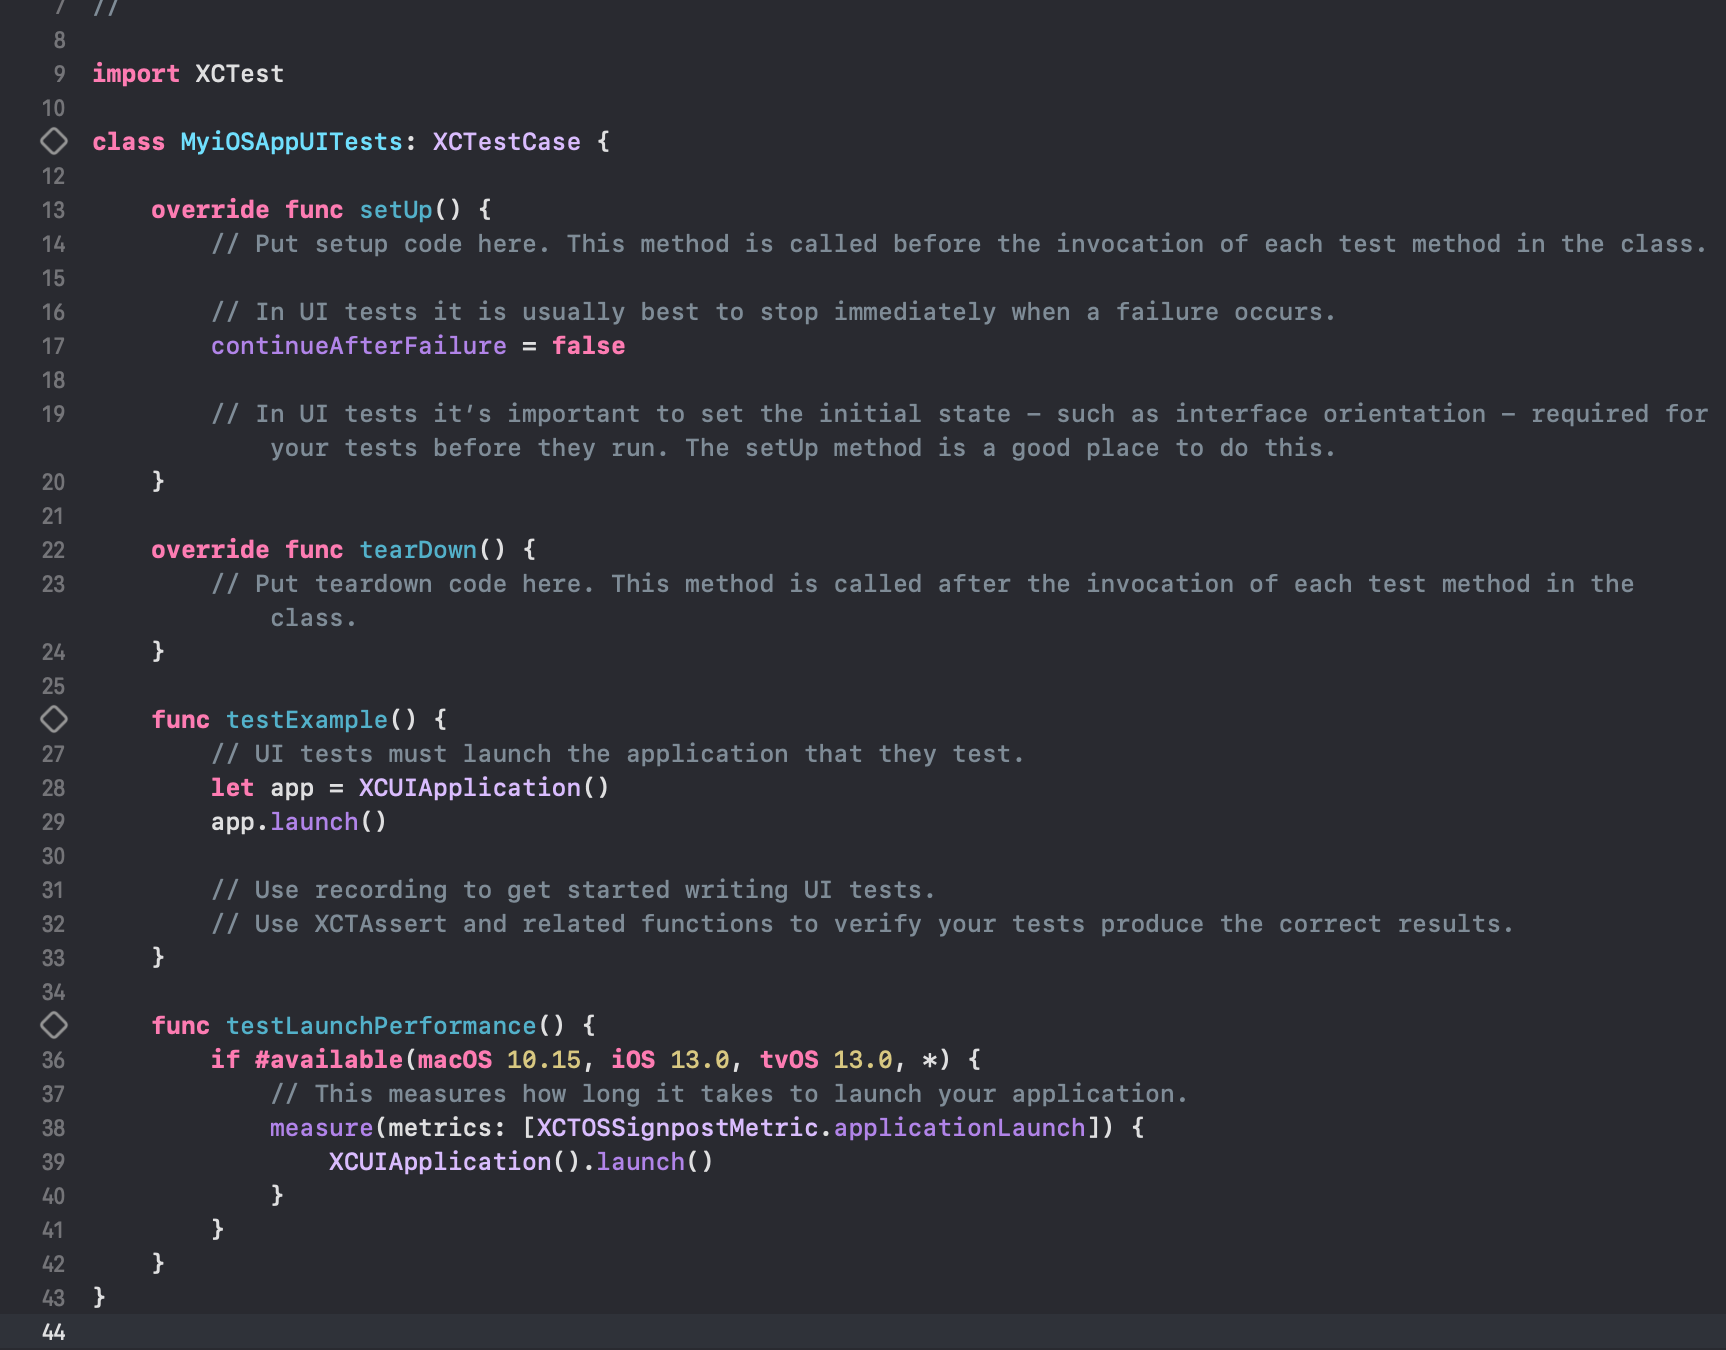 7 //
8
9 import XCTest
10
class MyiOSAppUITests: XCTestCase {
12
13 override func setUp() {
14 // Put setup code here. This method is called before the invocation of each test method in the class.
15
16 // In UI tests it is usually best to stop immediately when a failure occurs.
17 continueAfterFailure = false
18
19 // In UI tests it’s important to set the initial state – such as interface orientation – required for
your tests before they run. The setUp method is a good place to do this.
20 }
21
22 override func tearDown() {
23 // Put teardown code here. This method is called after the invocation of each test method in the
class.
24 }
25
func testExample() {
27 // UI tests must launch the application that they test.
28 let app = XCUIApplication()
29 app.launch()
30
31 // Use recording to get started writing UI tests.
32 // Use XCTAssert and related functions to verify your tests produce the correct results.
33 }
34
func testLaunchPerformance() {
36 if #available(macOS 10.15, iOS 13.0, tvOS 13.0, *) {
37 // This measures how long it takes to launch your application.
38 measure(metrics: [XCTOSSignpostMetric.applicationLaunch]) {
39 XCUIApplication().launch()
40 }
41 }
42 }
43 }
44